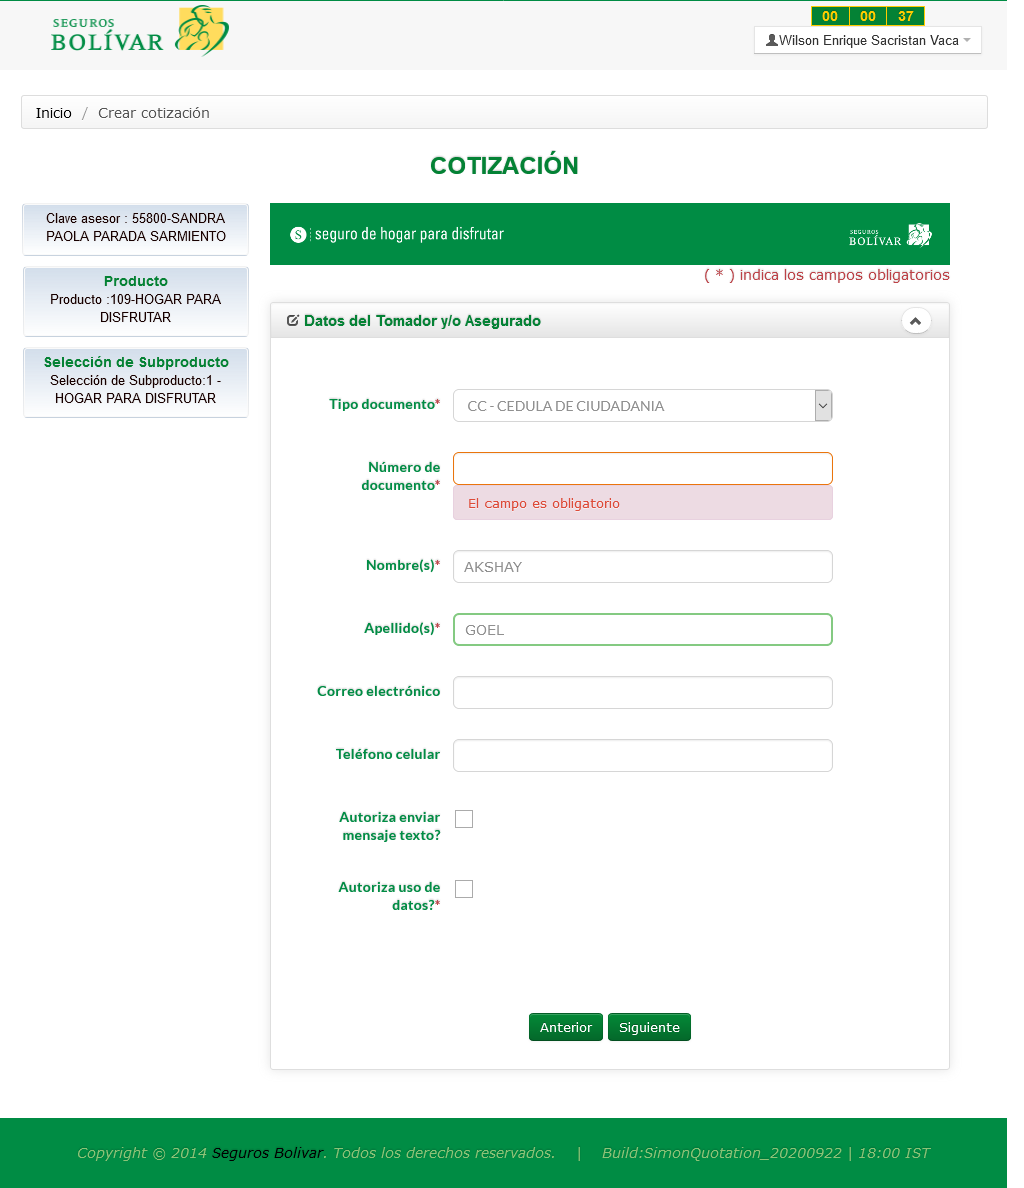 SEGUROS
BOLÍVAR
00 00 37
Wilson Enrique Sacristan Vaca
Inicio / Crear cotización
COTIZACIÓN
Clave asesor : 55800-SANDRA
PAOLA PARADA SARMIENTO
Producto
Producto :109-HOGAR PARA
DISFRUTAR
Selección de Subproducto
Selección de Subproducto:1 -
HOGAR PARA DISFRUTAR
S seguro de hogar para disfrutar
SEGUROS
BOLÍVAR
( * ) indica los campos obligatorios
Datos del Tomador y/o Asegurado
Tipo documento* CC - CEDULA DE CIUDADANIA
Número de
documento*
El campo es obligatorio
Nombre(s)* AKSHAY
Apellido(s)* GOEL
Correo electrónico
Teléfono celular
Autoriza enviar
mensaje texto?
Autoriza uso de
datos?*
Anterior Siguiente
Copyright © 2014 Seguros Bolívar. Todos los derechos reservados. | Build:SimonQuotation_20200922 | 18:00 IST